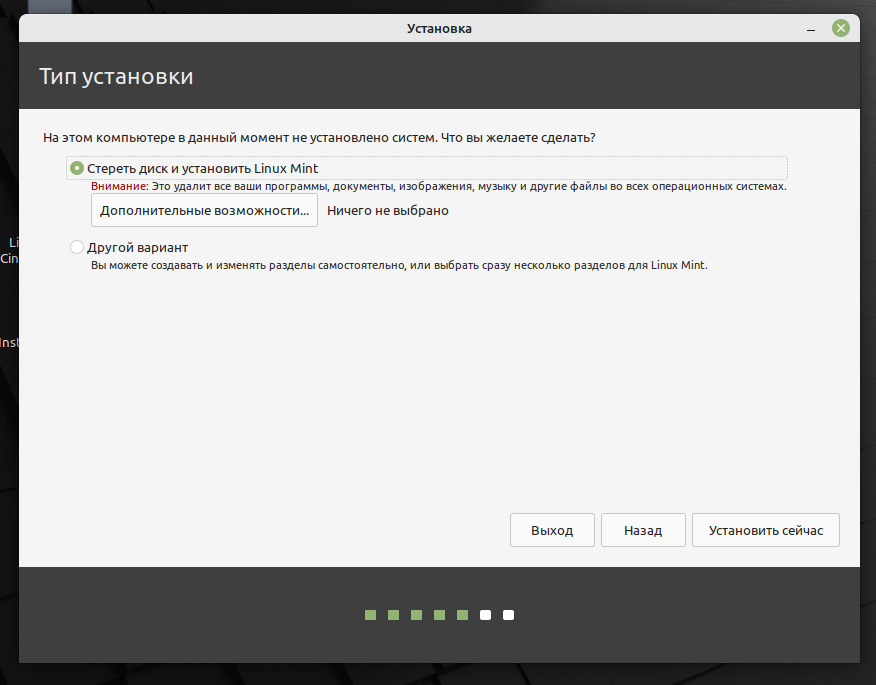 Установка
Тип установки
На этом компьютере в данный момент не установлено систем. Что вы желаете сделать?
Стереть диск и установить Linux Mint
Внимание: Это удалит все ваши программы, документы, изображения, музыку и другие файлы во всех операционных системах.
Дополнительные возможности... Ничего не выбрано
Другой вариант
Вы можете создавать и изменять разделы самостоятельно, или выбрать сразу несколько разделов для Linux Mint.
Li
Cin
Inst
Выход Назад Установить сейчас